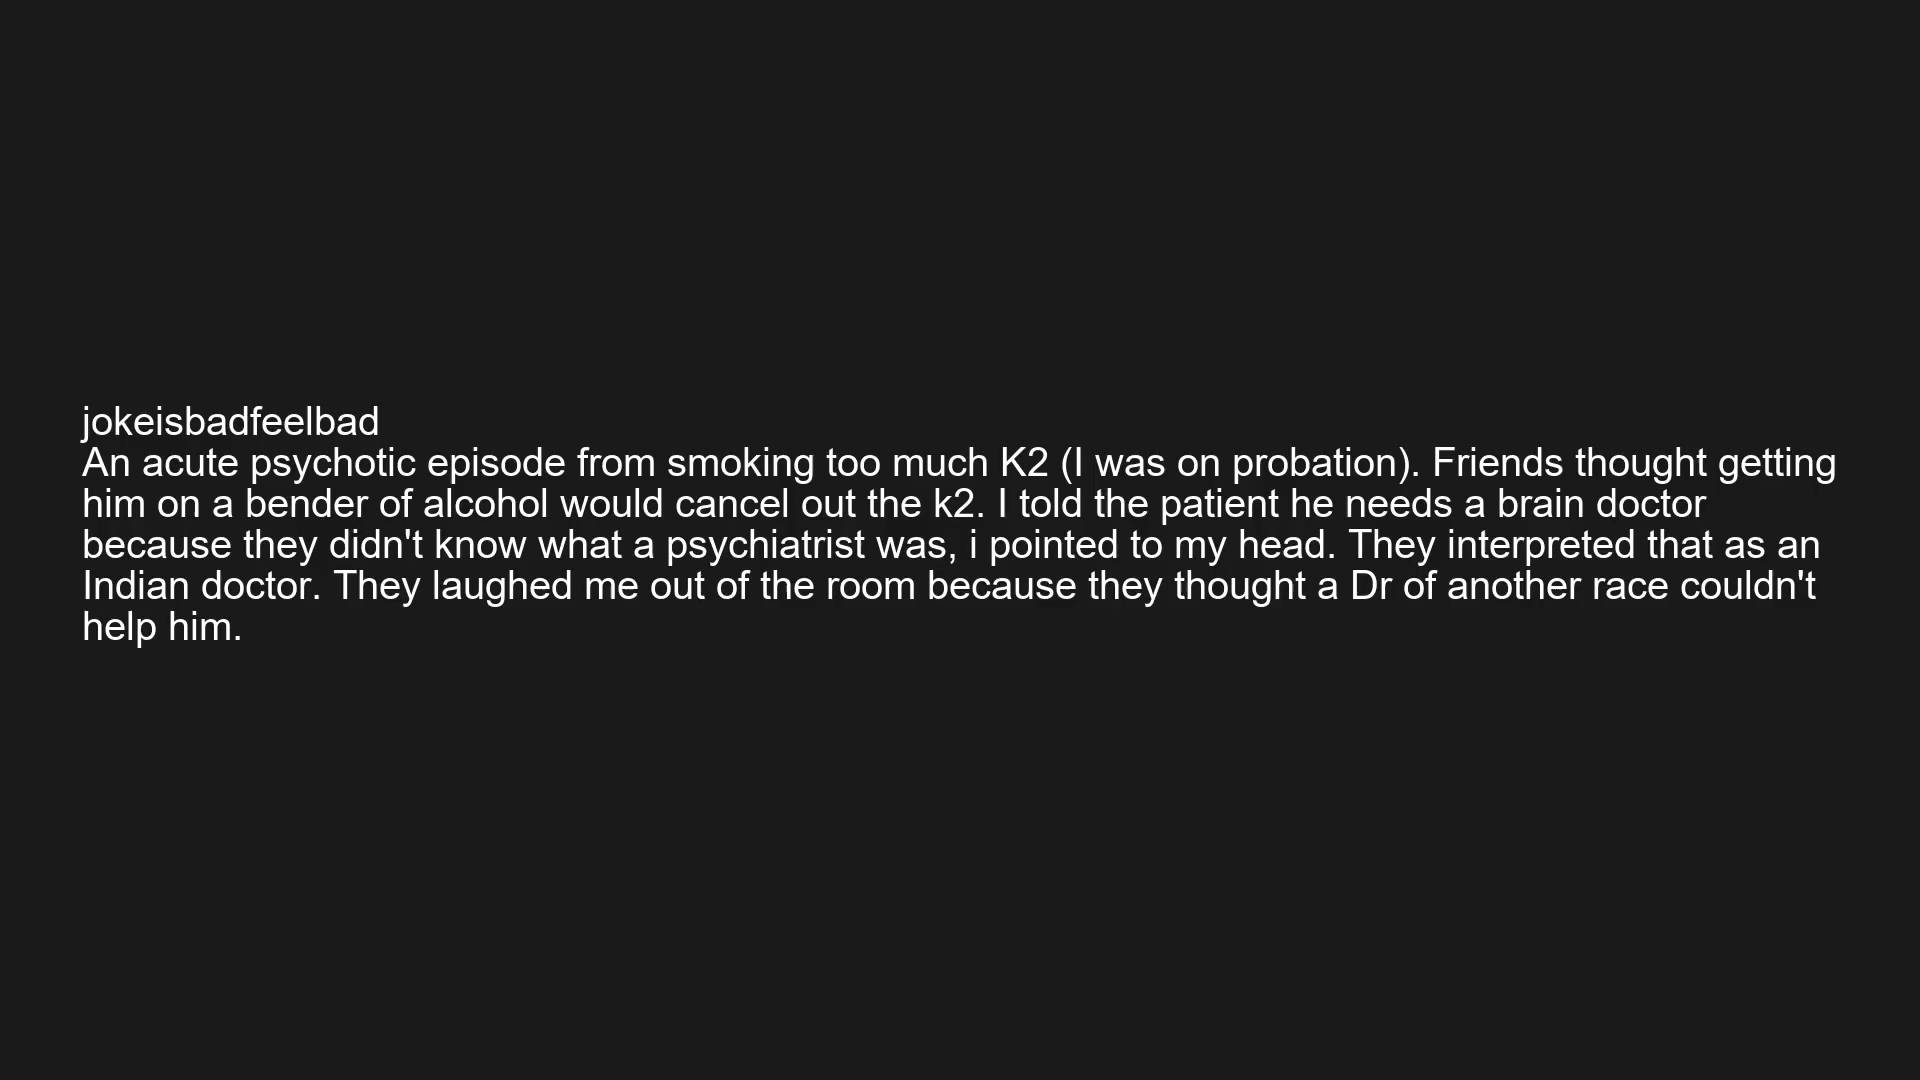 jokeisbadfeelbad
An acute psychotic episode from smoking too much K2 (I was on probation). Friends thought getting
him on a bender of alcohol would cancel out the k2. I told the patient he needs a brain doctor
because they didn't know what a psychiatrist was, i pointed to my head. They interpreted that as an
Indian doctor. They laughed me out of the room because they thought a Dr of another race couldn't
help him.